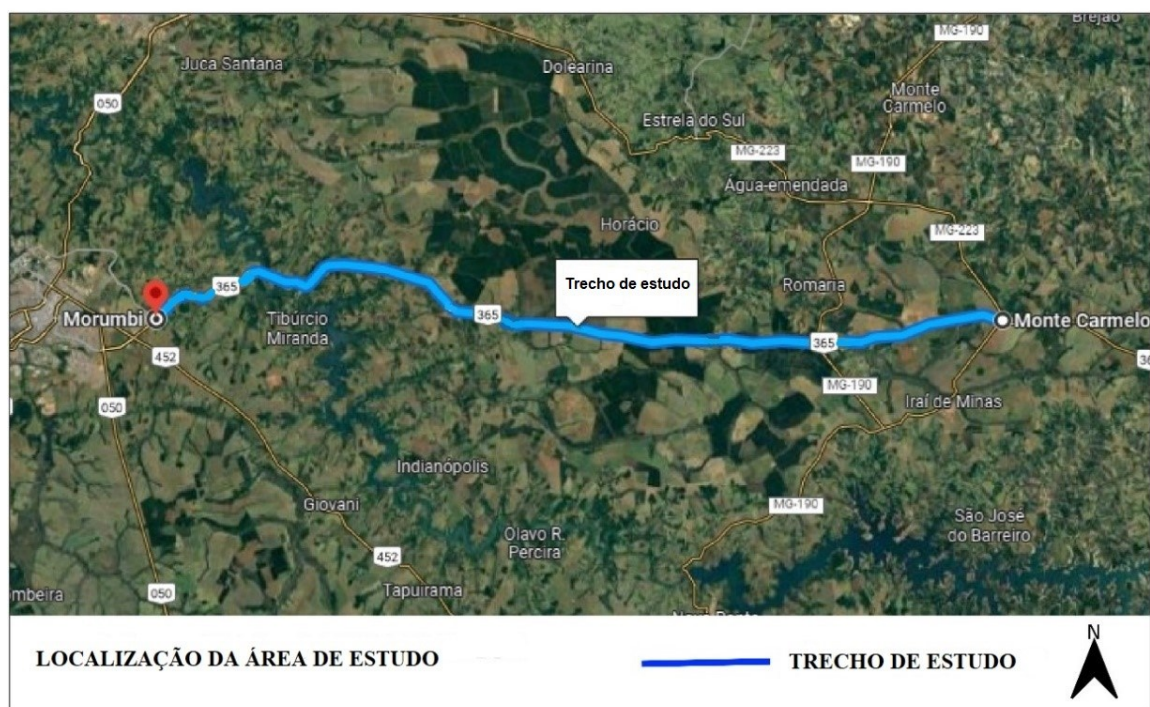 MG-190
Brejão
Juca Santana
Dolearina
050
Monte
Carmelo
Estrela do Sul
MG-223
MG-190
Água-emendada
Horácio
MG-223
365
Trecho de estudo
Romaria
Morumbi
Tibúrcio
Miranda
365
365
Monte Carmelo
452
050
MG-190
Iraí de Minas
Indianópolis
Giovani
MG-190
São José
do Barreiro
Olavo R.
Percira
452
050
Tapuirama
ombeira
LOCALIZAÇÃO DA ÁREA DE ESTUDO
TRECHO DE ESTUDO
N